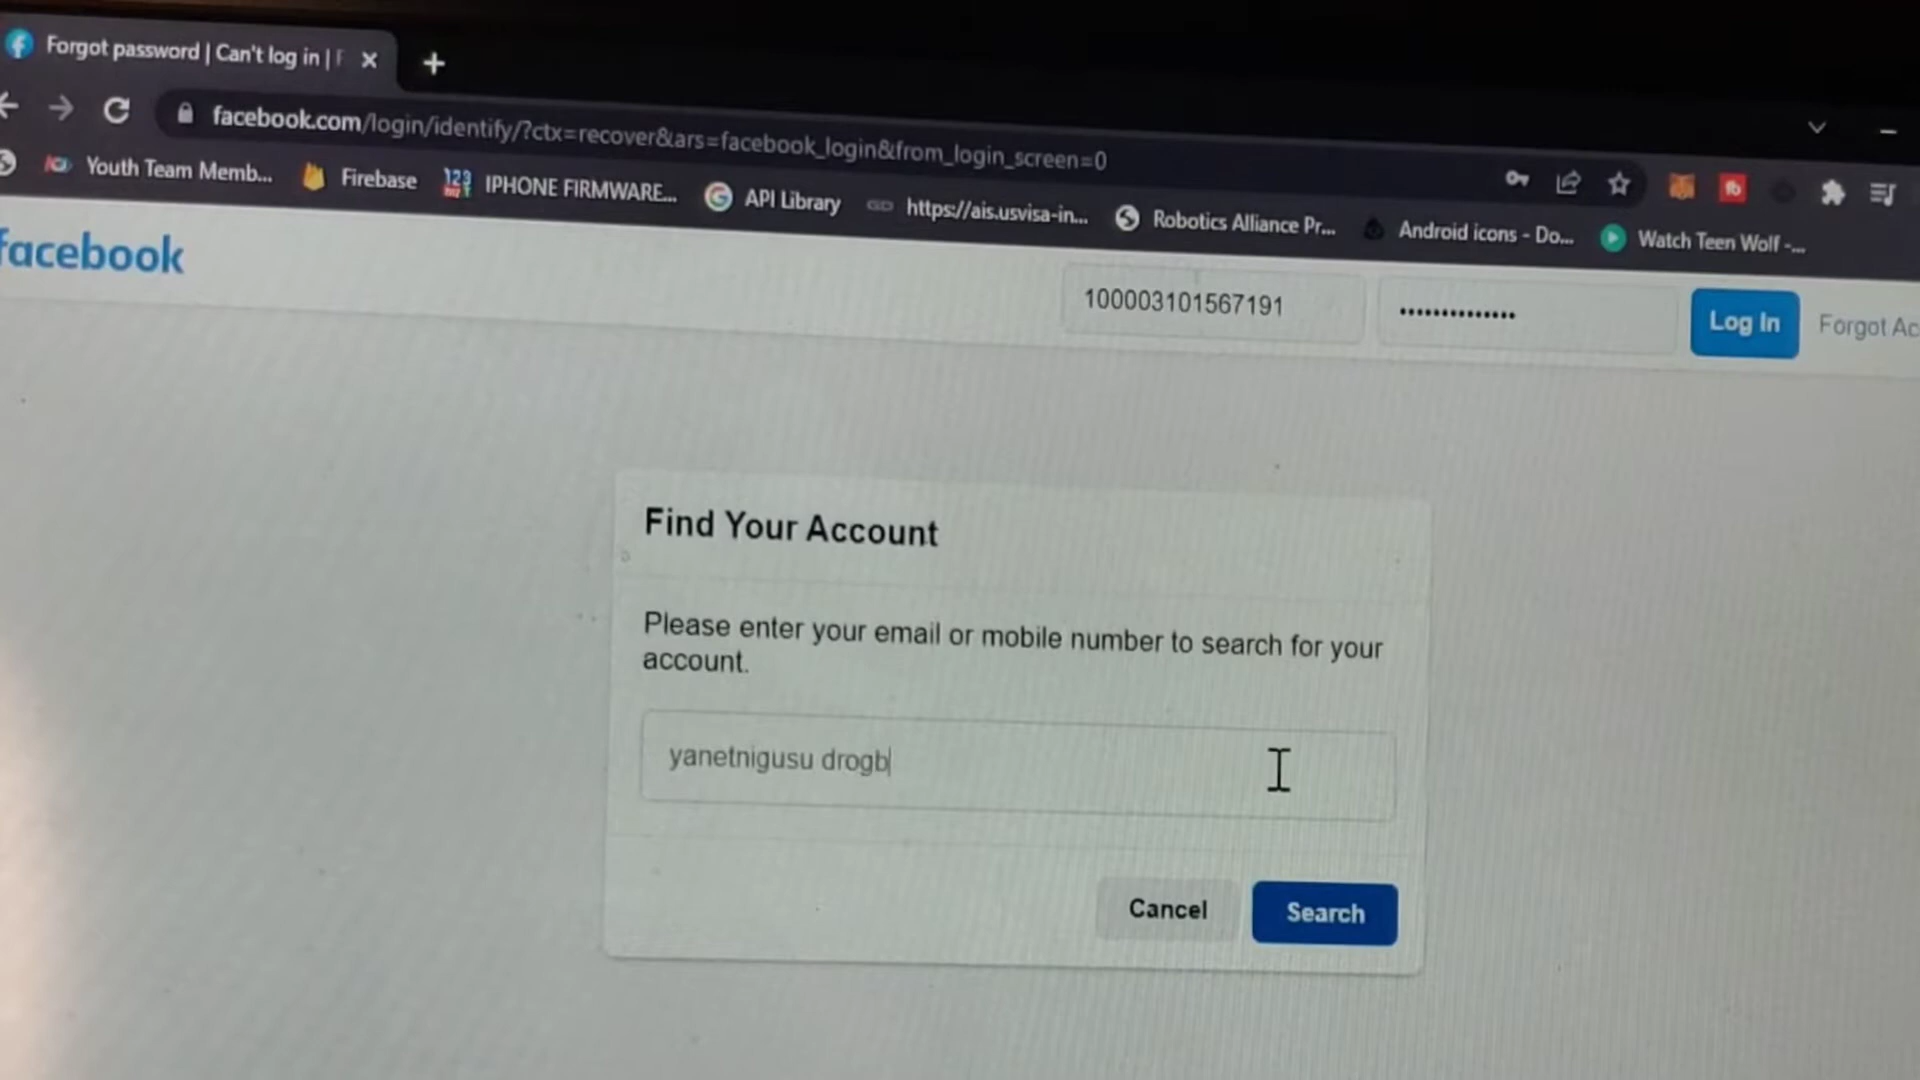 Forgot password | Can't log in | F
facebook.com/login/identify/?ctx=recover&ars=facebook_login&from_login_screen=0
Youth Team Memb...
Firebase
123
IPHONE FIRMWARE...
API Library
https://ais.usvisa-in...
Robotics Alliance Pr...
Android icons - Do...
Watch Teen Wolf -...
facebook
100003101567191
••••••••••••••
Log In
Forgot Ac
Find Your Account
Please enter your email or mobile number to search for your
account.
yanetnigusu drogb
Cancel
Search